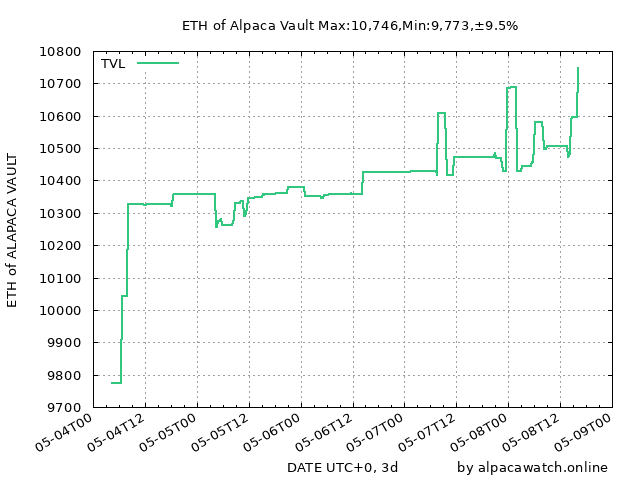 ETH of Alpaca Vault Max:10,746,Min:9,773,±9.5%
TVL
10800
10700
10600
10500
10400
10300
10200
10100
10000
9900
9800
9700
ETH of ALAPACA VAULT
05-04T00
05-04T12
05-05T00
05-05T12
05-06T00
05-06T12
05-07T00
05-07T12
05-08T00
05-08T12
05-09T00
DATE UTC+0, 3d
by alpacawatch.online